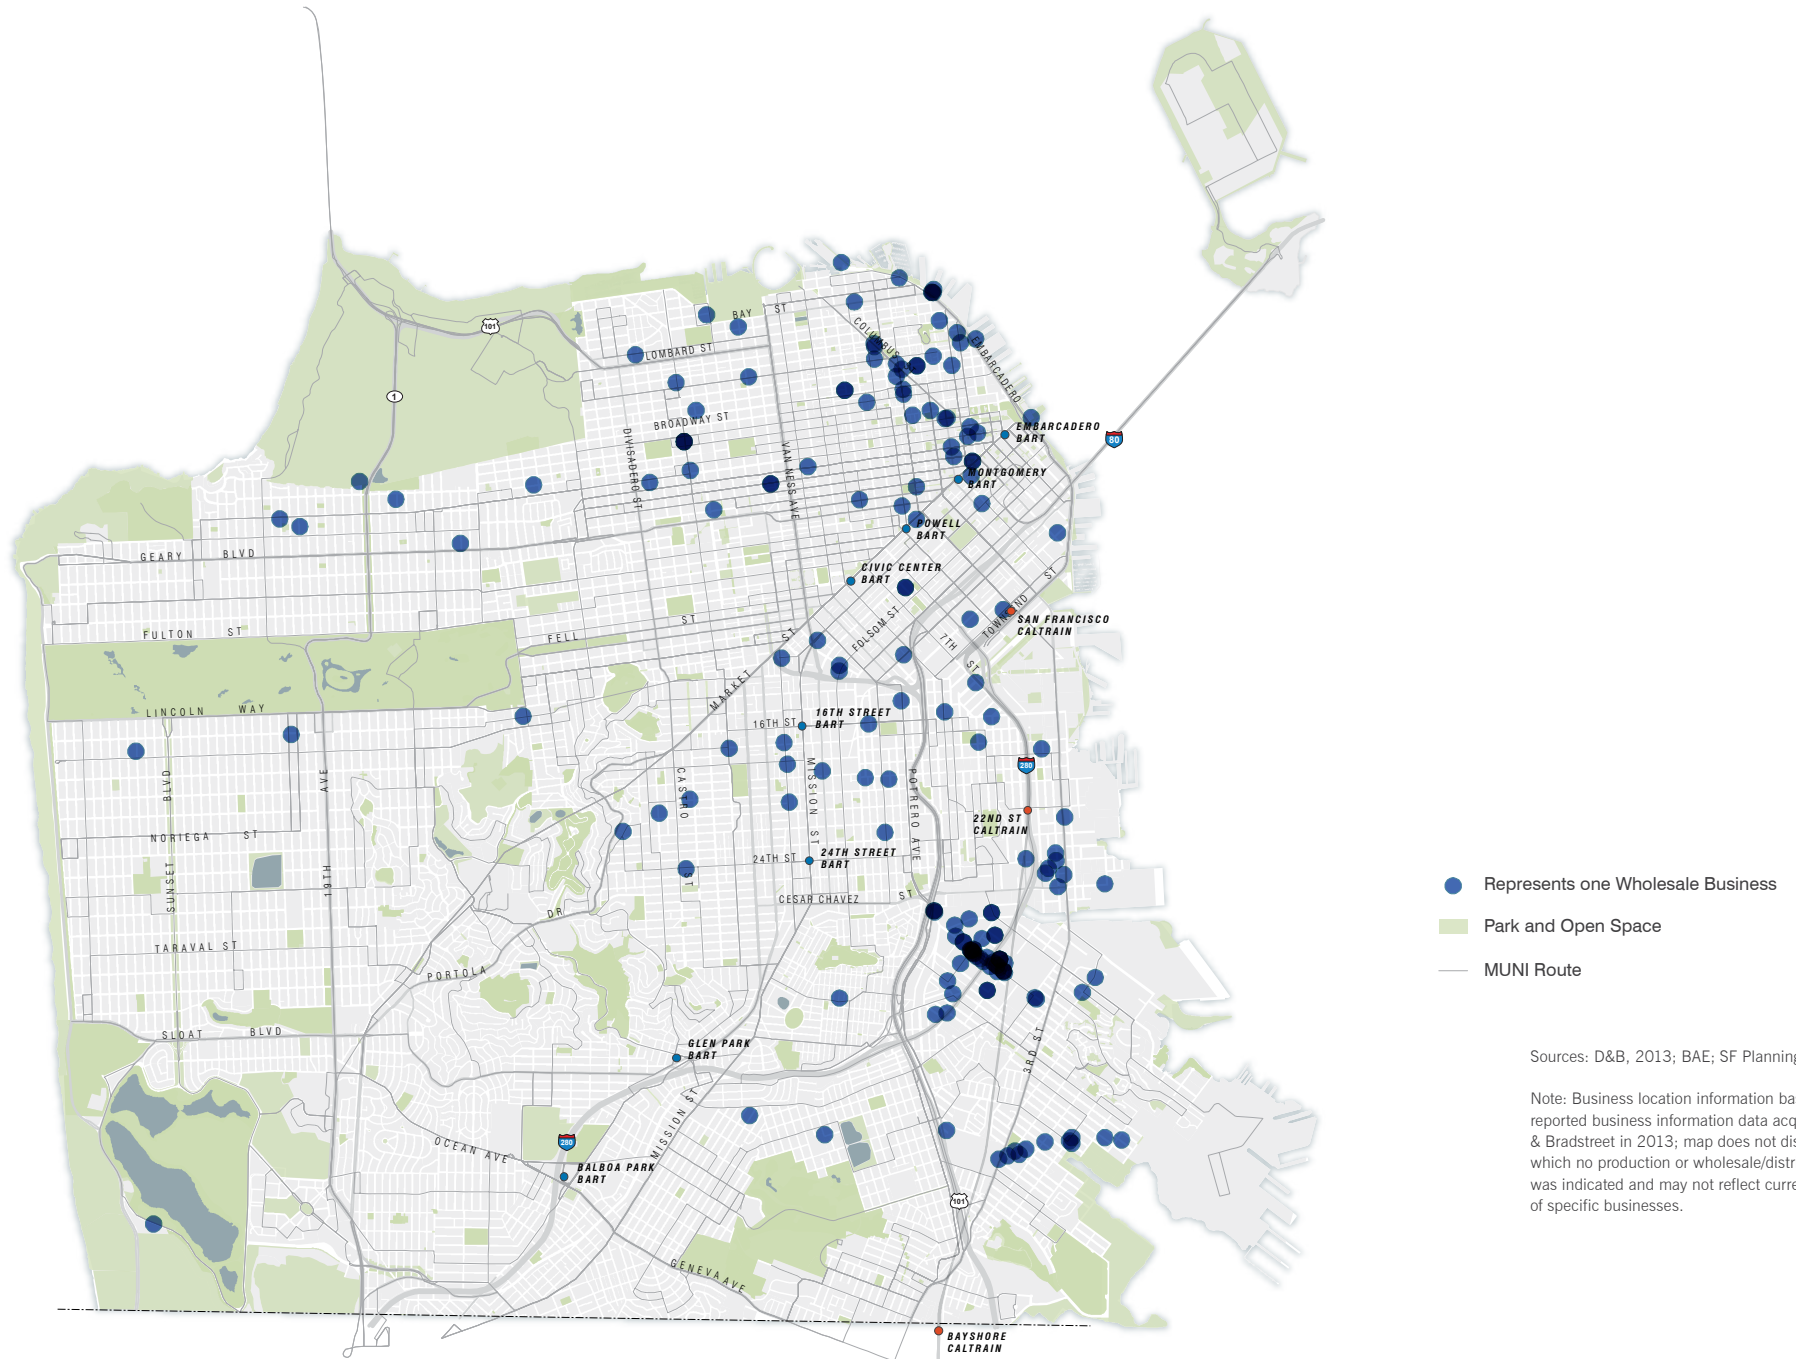 101
1
80
BAY ST
LOMBARD ST
COLUMBUS
EMBARCADERO
BROADWAY ST
DIVISADERO ST
VAN NESS AVE
EMBARCADERO
BART
MONTGOMERY
BART
POWELL
BART
CIVIC CENTER
BART
GEARY BLVD
FULTON ST
FELL ST
MARKET ST
FOLSOM ST
7TH ST
TOWNSEND ST
SAN FRANCISCO
CALTRAIN
LINCOLN WAY
16TH ST
16TH STREET
BART
SUNSET BLVD
19TH AVE
CASTRO ST
MISSION ST
POTRERO AVE
280
22ND ST
CALTRAIN
NORIEGA ST
24TH ST
24TH STREET
BART
CESAR CHAVEZ ST
TARAVAL ST
PORTOLA DR
SLOAT BLVD
GLEN PARK
BART
3RD ST
MISSION ST
OCEAN AVE
280
BALBOA PARK
BART
101
GENEVA AVE
BAYSHORE
CALTRAIN
Represents one Wholesale Business
Park and Open Space
MUNI Route
Sources: D&B, 2013; BAE; SF Planning
Note: Business location information ba
reported business information data acq
& Bradstreet in 2013; map does not dis
which no production or wholesale/distr
was indicated and may not reflect curre
of specific businesses.